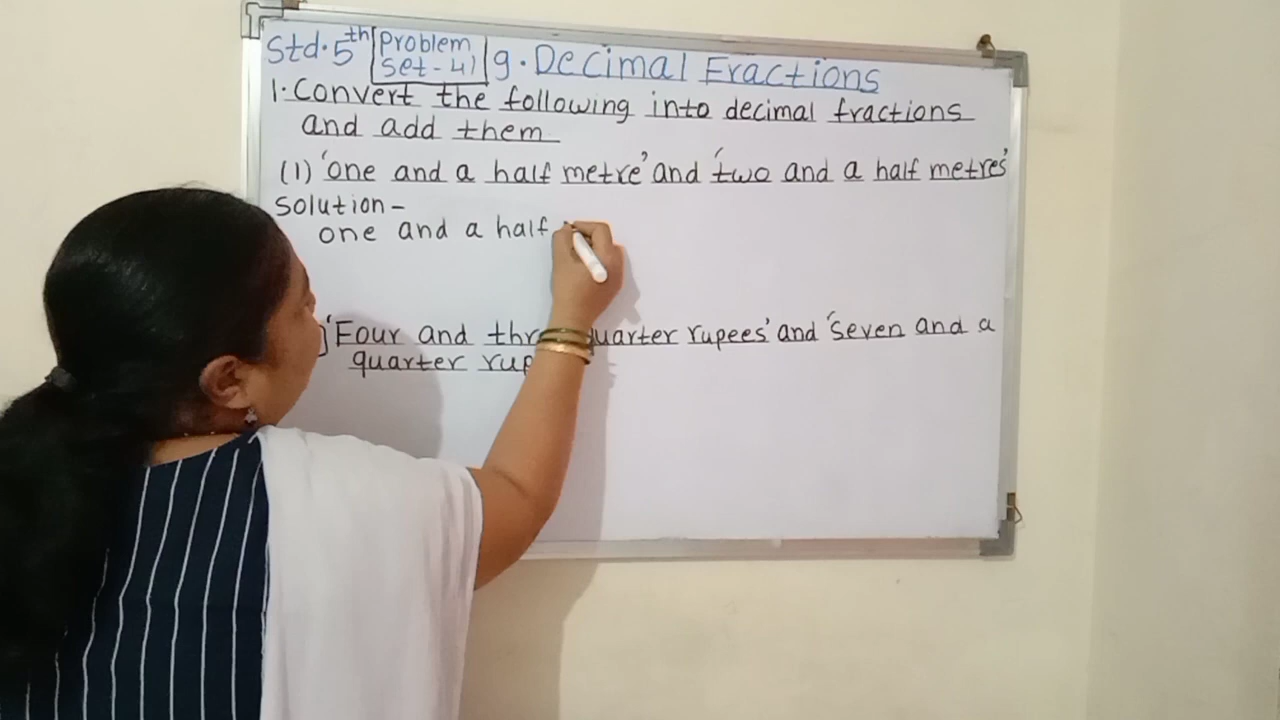 Std. 5th Problem Set-41 9. Decimal Fractions
1. Convert the following into decimal fractions
and add them
(1) 'one and a half metre' and 'two and a half metres'
Solution-
one and a half
'Four and quarter rupees' and 'seven and a
quarter